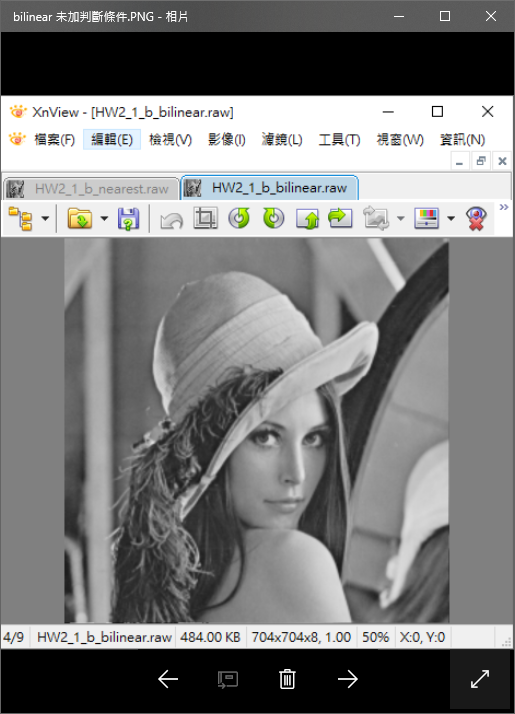 bilinear 未加判斷條件.PNG - 相片
XnView - [HW2_1_b_bilinear.raw]
檔案(F) 編輯(E) 檢視(V) 影像(I) 濾鏡(L) 工具(T) 視窗(W) 資訊(N)
HW2_1_b_nearest.raw HW2_1_b_bilinear.raw
4/9 HW2_1_b_bilinear.raw 484.00 KB 704x704x8, 1.00 50% X:0, Y:0